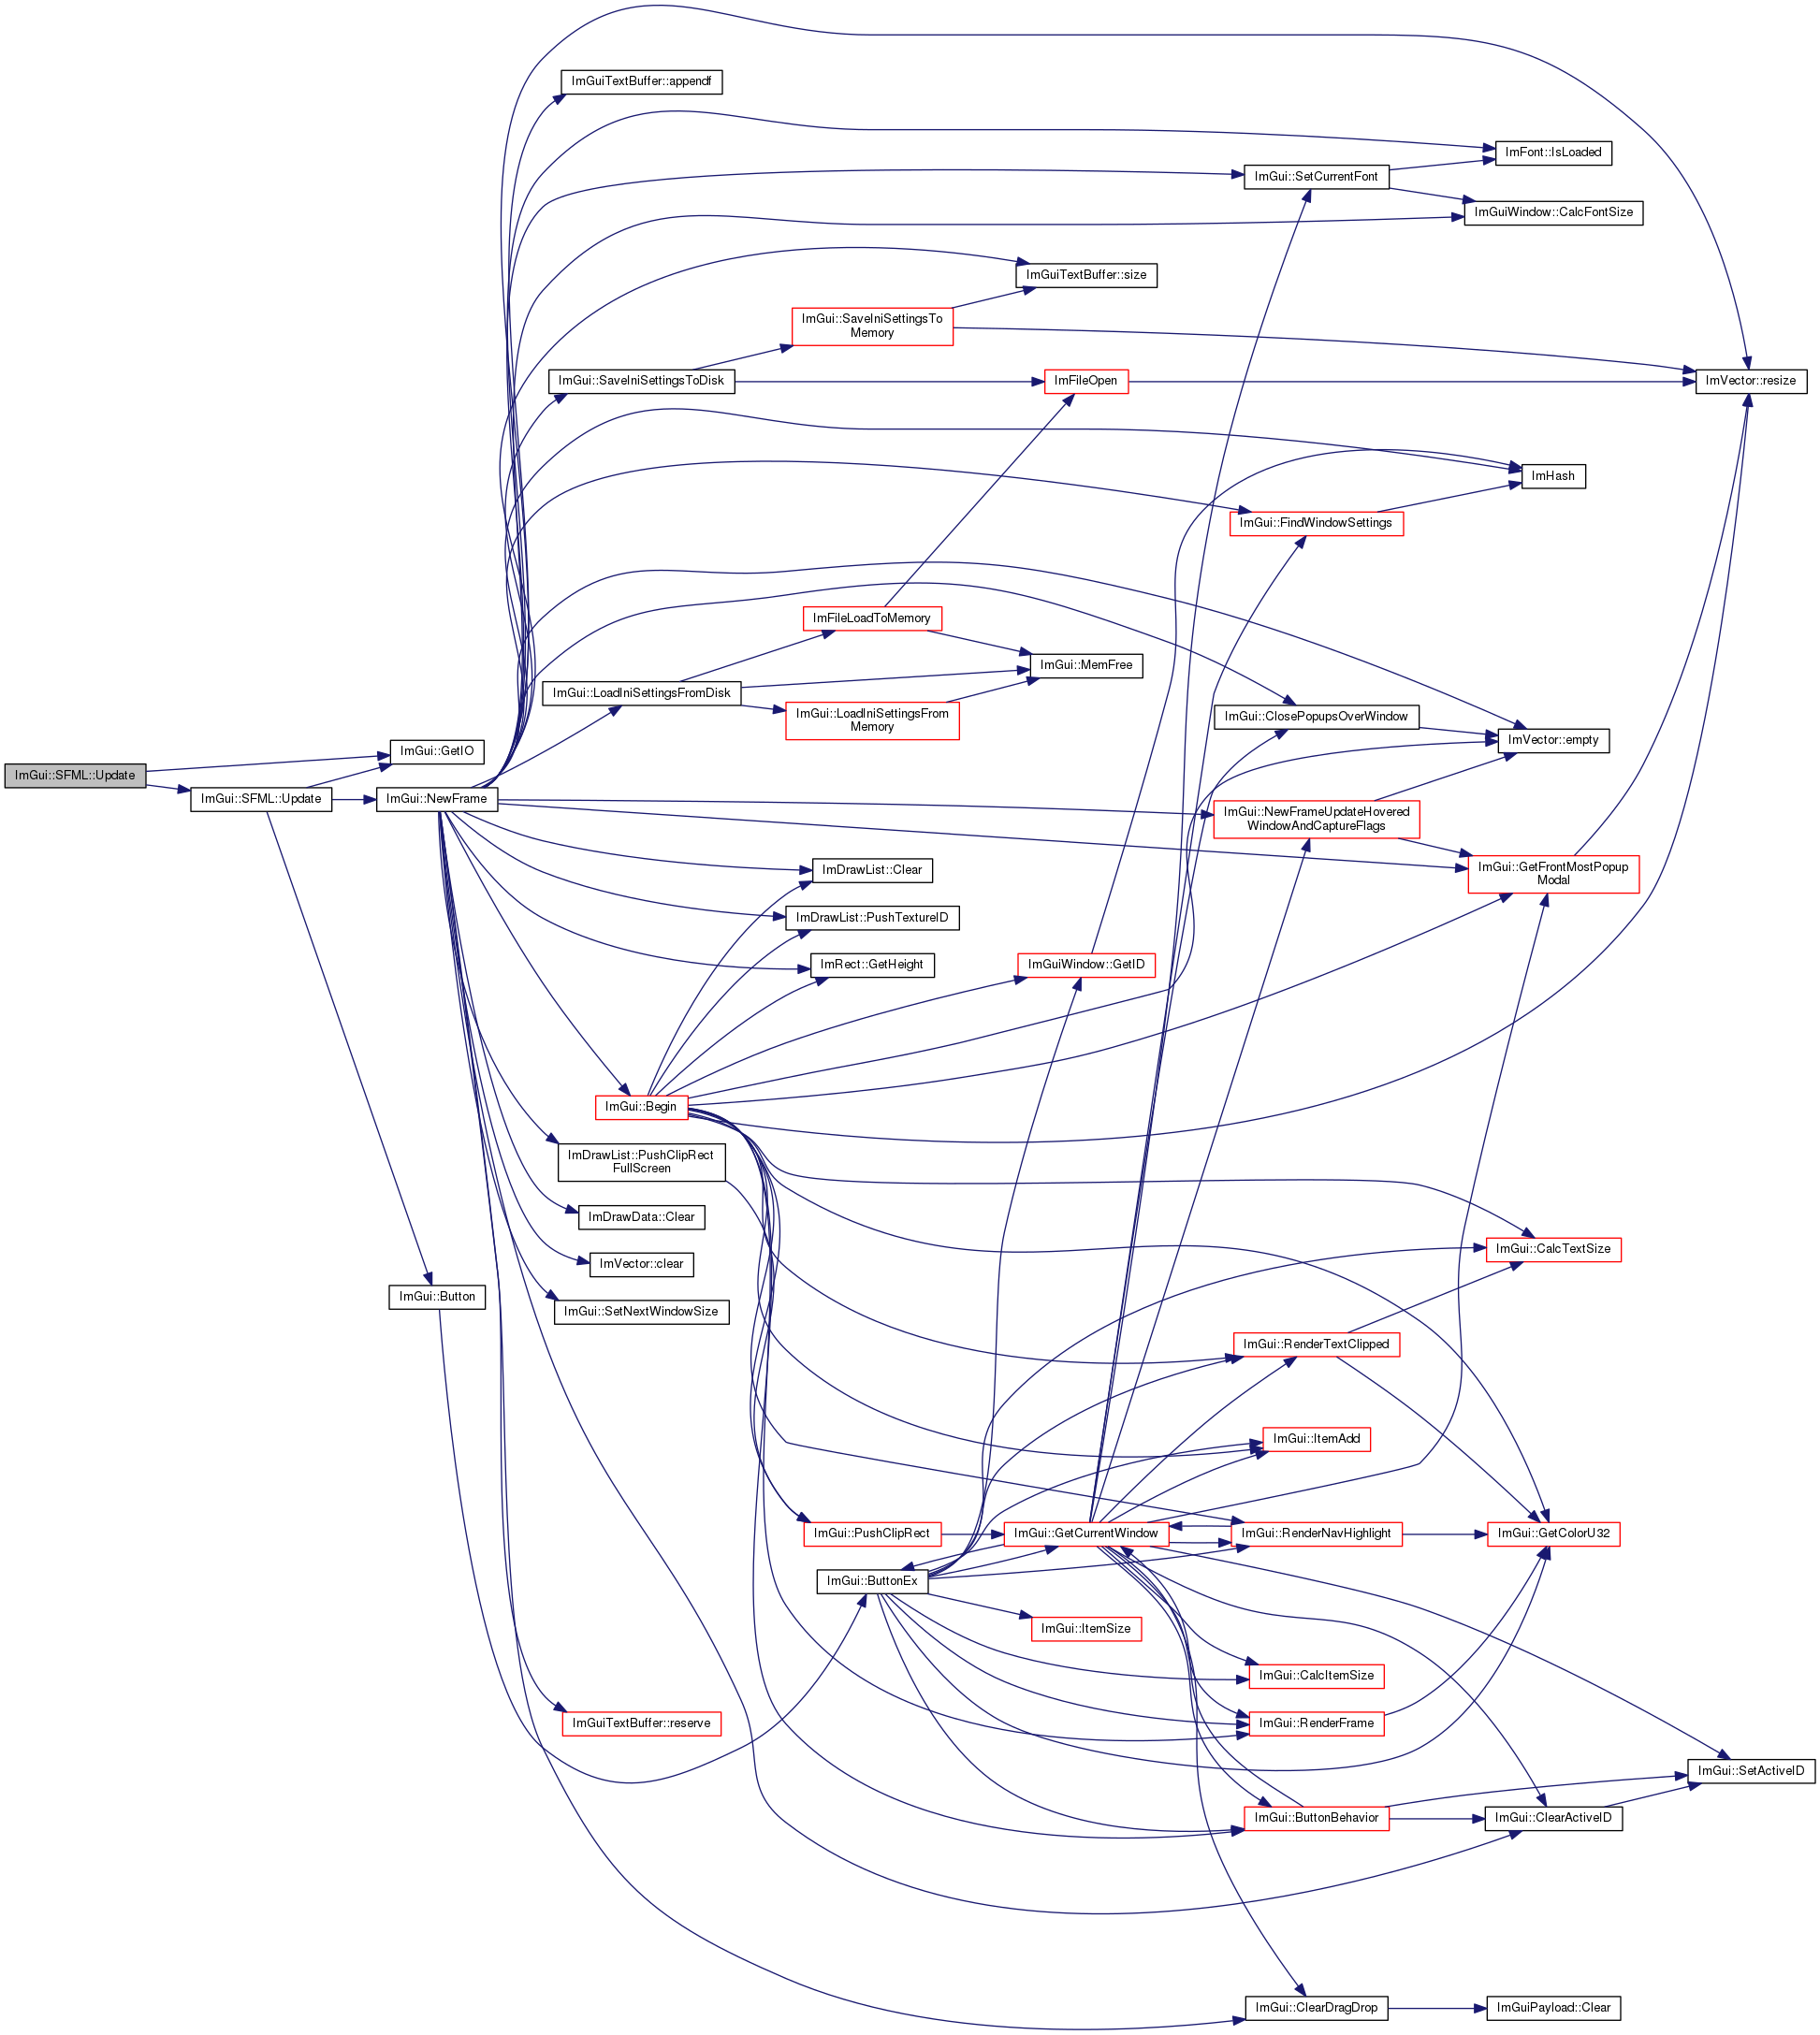 ImGuiTextBuffer::appendf
ImFont::IsLoaded
ImGui::SetCurrentFont
ImGuiWindow::CalcFontSize
ImGuiTextBuffer::size
ImGui::SaveIniSettingsTo
Memory
ImGui::SaveIniSettingsToDisk
ImFileOpen
ImVector::resize
ImHash
ImGui::FindWindowSettings
ImFileLoadToMemory
ImGui::MemFree
ImGui::LoadIniSettingsFromDisk
ImGui::LoadIniSettingsFrom
Memory
ImGui::ClosePopupsOverWindow
ImVector::empty
ImGui::GetIO
ImGui::SFML::Update
ImGui::SFML::Update
ImGui::NewFrame
ImGui::NewFrameUpdateHovered
WindowAndCaptureFlags
ImDrawList::Clear
ImGui::GetFrontMostPopup
Modal
ImDrawList::PushTextureID
ImRect::GetHeight
ImGuiWindow::GetID
ImGui::Begin
ImDrawList::PushClipRect
FullScreen
ImDrawData::Clear
ImGui::CalcTextSize
ImVector::clear
ImGui::Button
ImGui::SetNextWindowSize
ImGui::RenderTextClipped
ImGui::ItemAdd
ImGui::PushClipRect
ImGui::GetCurrentWindow
ImGui::RenderNavHighlight
ImGui::GetColorU32
ImGui::ButtonEx
ImGui::ItemSize
ImGui::CalcItemSize
ImGuiTextBuffer::reserve
ImGui::RenderFrame
ImGui::SetActiveID
ImGui::ButtonBehavior
ImGui::ClearActiveID
ImGui::ClearDragDrop
ImGuiPayload::Clear